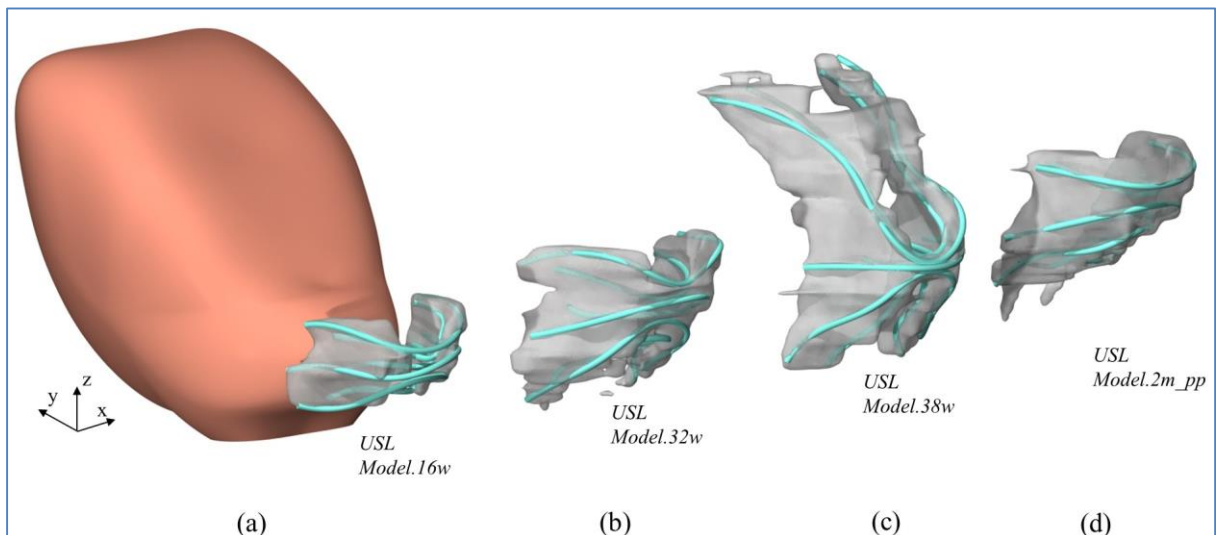 z
y
x
USL
Model.16w
USL
Model.32w
USL
Model.38w
USL
Model.2m_pp
(a)
(b)
(c)
(d)